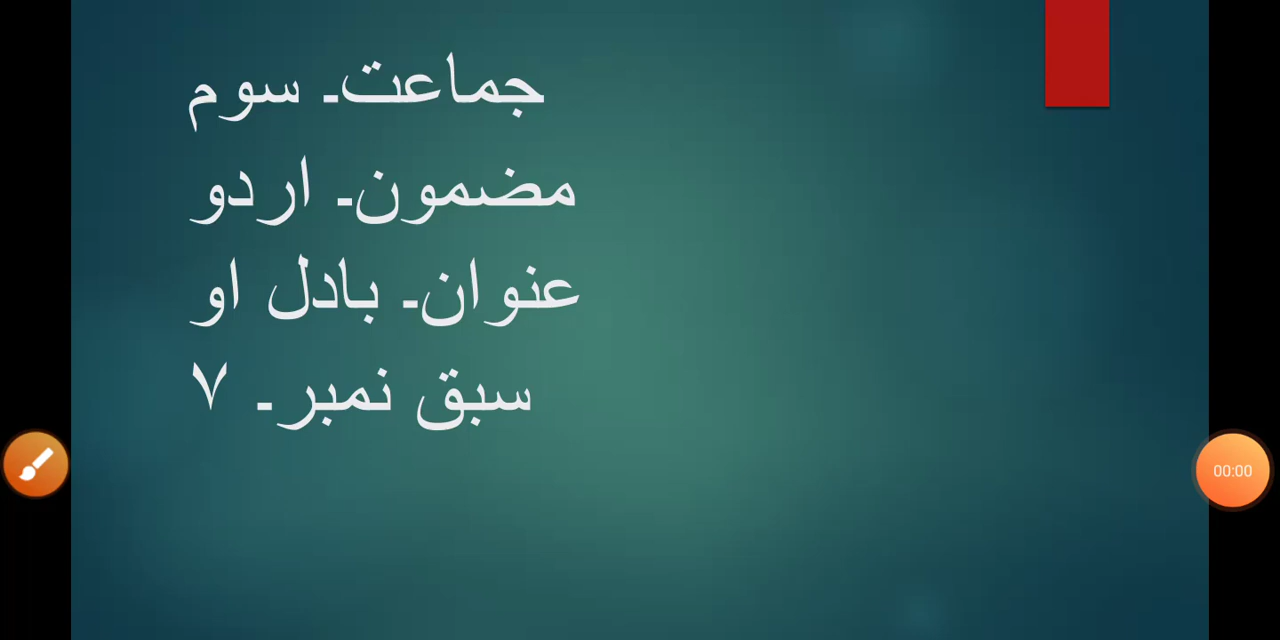 جماعت۔ سوم
مضمون۔ اردو
عنوان۔ بادل او
سبق نمبر۔ ۷
00:00